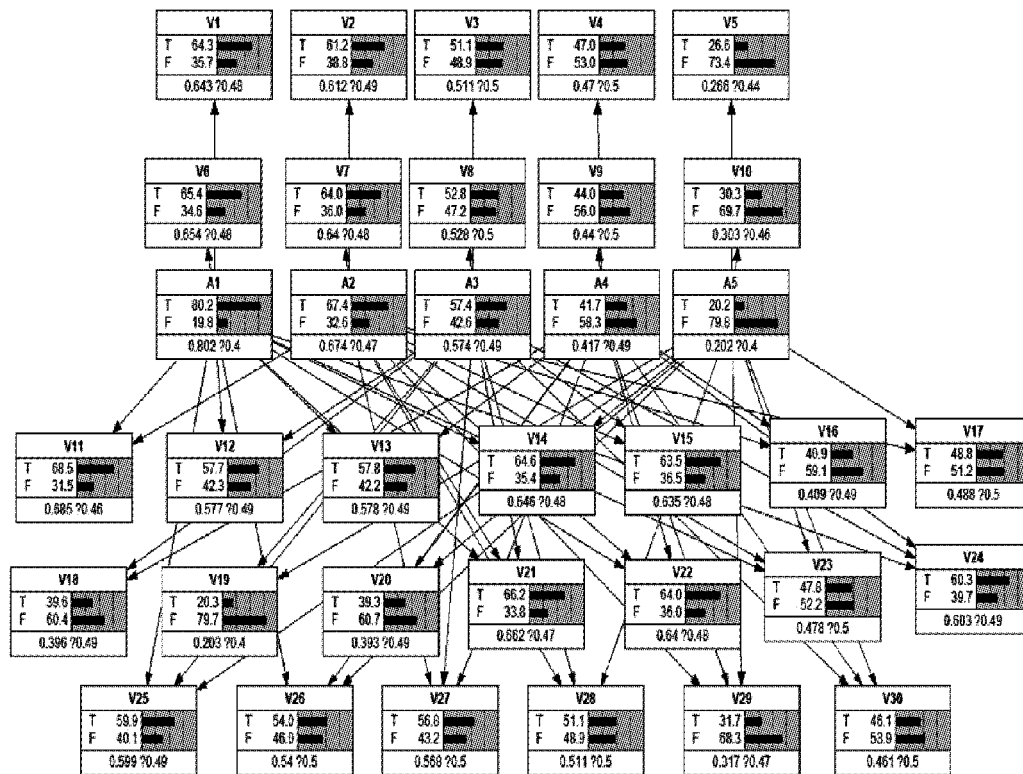 V1 V2 V3 V4 V5
T 64.3 T 61.2 T 51.1 T 47.0 T 26.6
F 35.7 F 38.8 F 48.9 F 53.0 F 73.4
0.643 ?0.48 0.612 ?0.49 0.511 ?0.5 0.47 ?0.5 0.266 ?0.44
V6 V7 V8 V9 V10
T 65.4 T 64.0 T 52.8 T 44.0 T 30.3
F 34.6 F 36.0 F 47.2 F 56.0 F 69.7
0.654 ?0.48 0.64 ?0.48 0.528 ?0.5 0.44 ?0.5 0.303 ?0.46
A1 A2 A3 A4 A5
T 80.2 T 67.4 T 57.4 T 41.7 T 20.2
F 19.8 F 32.6 F 42.6 F 58.3 F 79.8
0.802 ?0.4 0.674 ?0.47 0.574 ?0.49 0.417 ?0.49 0.202 ?0.4
V11 V12 V13 V14 V15 V16 V17
T 68.5 T 57.7 T 57.8 T 64.6 T 63.5 T 40.9 T 48.8
F 31.5 F 42.3 F 42.2 F 35.4 F 36.5 F 59.1 F 51.2
0.685 ?0.46 0.577 ?0.49 0.578 ?0.49 0.646 ?0.48 0.635 ?0.48 0.409 ?0.49 0.488 ?0.5
V18 V19 V20 V21 V22 V23 V24
T 39.6 T 20.3 T 39.3 T 66.2 T 64.0 T 47.8 T 60.3
F 60.4 F 79.7 F 60.7 F 33.8 F 36.0 F 52.2 F 39.7
0.396 ?0.49 0.203 ?0.4 0.393 ?0.49 0.662 ?0.47 0.64 ?0.48 0.478 ?0.5 0.603 ?0.49
V25 V26 V27 V28 V29 V30
T 59.9 T 54.0 T 56.8 T 51.1 T 31.7 T 46.1
F 40.1 F 46.0 F 43.2 F 48.9 F 68.3 F 53.9
0.599 ?0.49 0.54 ?0.5 0.568 ?0.5 0.511 ?0.5 0.317 ?0.47 0.461 ?0.5